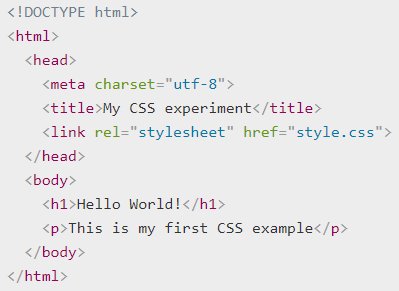 <!DOCTYPE html>
<html>
  <head>
    <meta charset="utf-8">
    <title>My CSS experiment</title>
    <link rel="stylesheet" href="style.css">
  </head>
  <body>
    <h1>Hello World!</h1>
    <p>This is my first CSS example</p>
  </body>
</html>